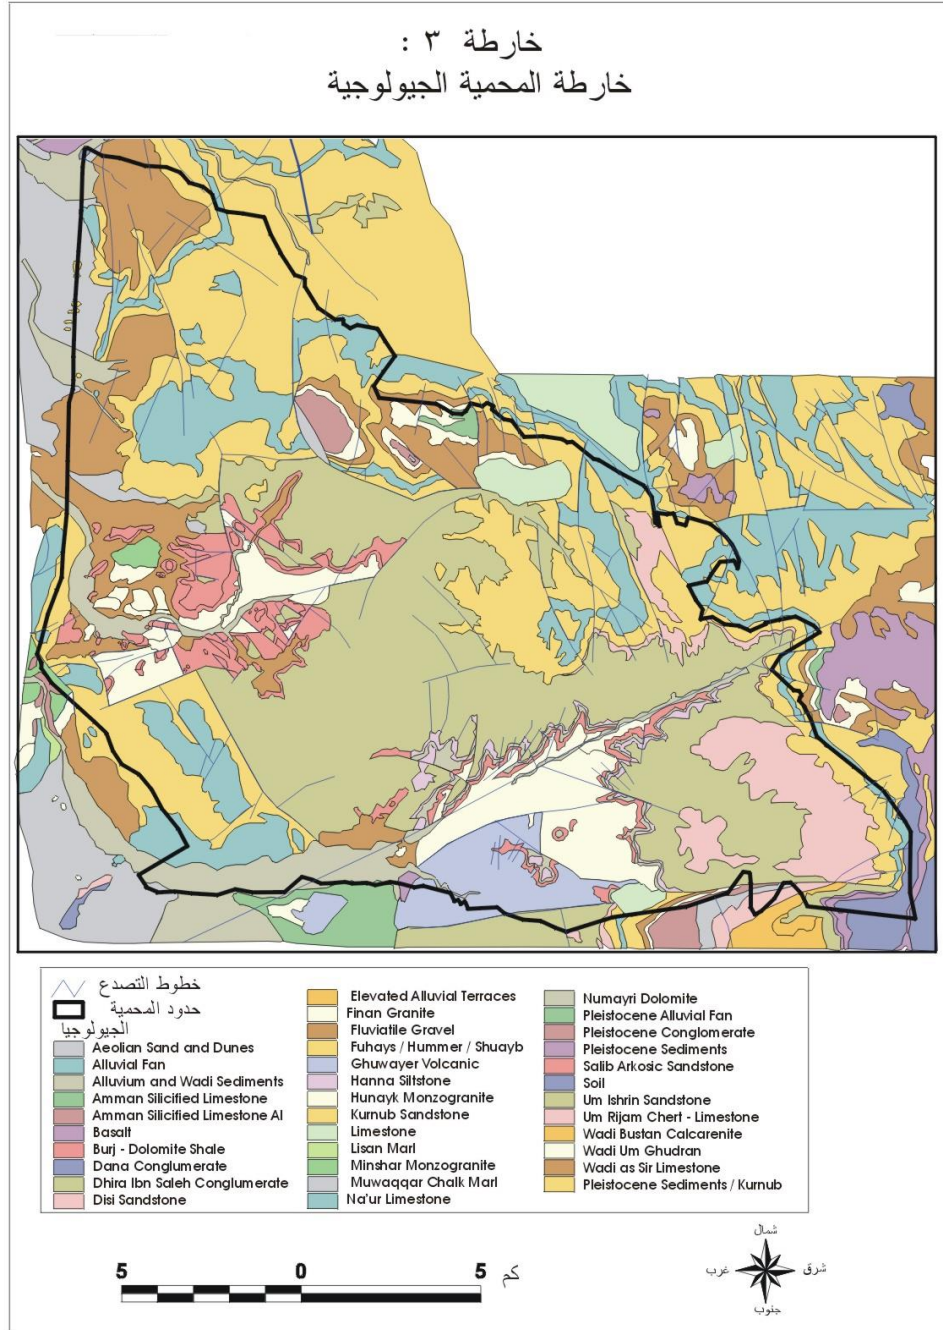 خارطة ٣ :
خارطة المحمية الجيولوجية
خطوط التصدع
حدود المحمية
الجيولوجيا
Aeolian Sand and Dunes
Alluvial Fan
Alluvium and Wadi Sediments
Amman Silicified Limestone
Amman Silicified Limestone Al
Basalt
Burj - Dolomite Shale
Dana Conglomerate
Dhira Ibn Saleh Conglomerate
Disi Sandstone
Elevated Alluvial Terraces
Finan Granite
Fluviatile Gravel
Fuhays / Hummer / Shuayb
Ghuwayer Volcanic
Hanna Siltstone
Hunayk Monzogranite
Kurnub Sandstone
Limestone
Lisan Marl
Minshar Monzogranite
Muwaqqar Chalk Marl
Na'ur Limestone
Numayri Dolomite
Pleistocene Alluvial Fan
Pleistocene Conglomerate
Pleistocene Sediments
Salib Arkosic Sandstone
Soil
Um Ishrin Sandstone
Um Rijam Chert - Limestone
Wadi Bustan Calcarenite
Wadi Um Ghudran
Wadi as Sir Limestone
Pleistocene Sediments / Kurnub
5 0 5 كم
شمال
شرق
غرب
جنوب